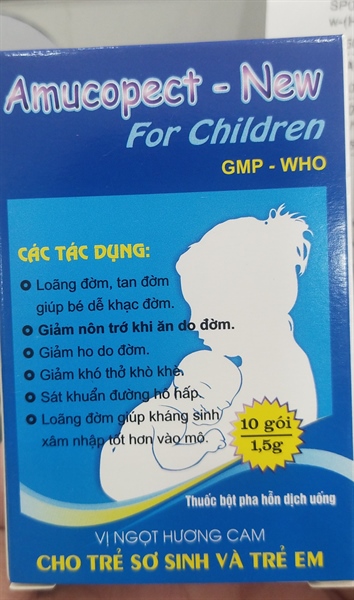 Amucopect - New
For Children
GMP - WHO
CÁC TÁC DỤNG:
Loãng đờm, tan đờm
giúp bé dễ khạc đờm.
Giảm nôn trớ khi ăn do đờm.
Giảm ho do đờm.
Giảm khó thở khò khè.
Sát khuẩn đường hô hấp.
Loãng đờm giúp kháng sinh
xâm nhập tốt hơn vào mô.
10 gói
1,5g
Thuốc bột pha hỗn dịch uống
VỊ NGỌT HƯƠNG CAM
CHO TRẺ SƠ SINH VÀ TRẺ EM